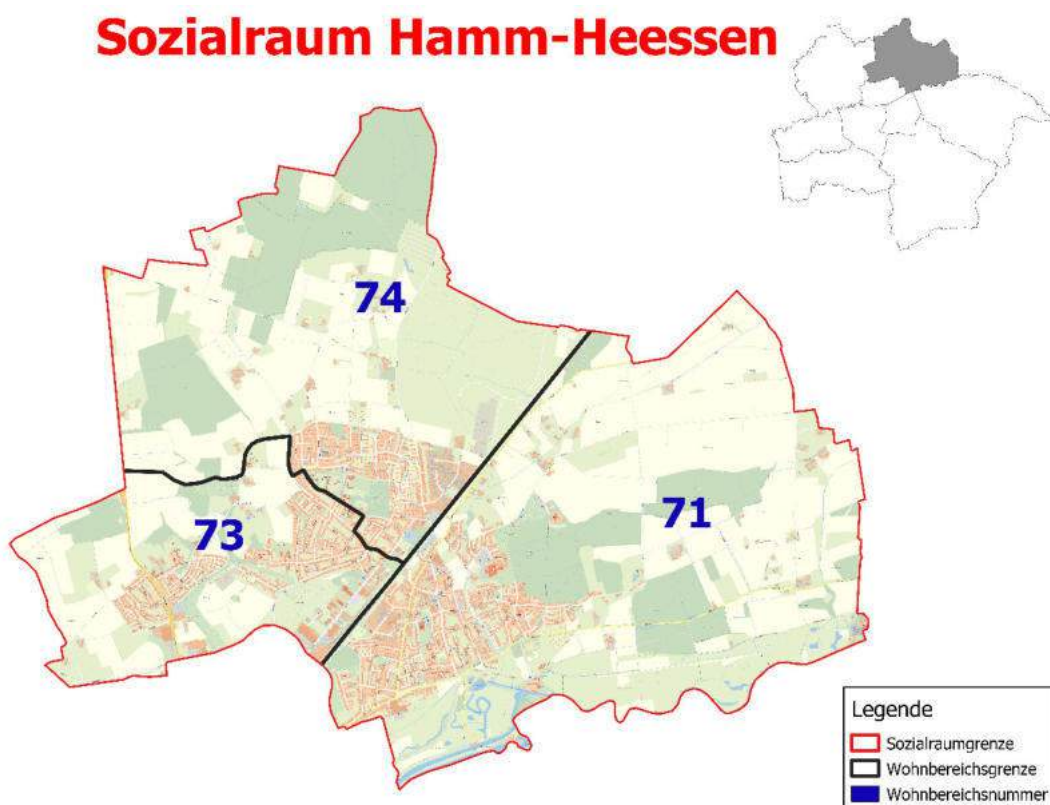 Sozialraum Hamm-Heessen
74
73
71
Legende
Sozialraumgrenze
Wohnbereichsgrenze
Wohnbereichsnummer